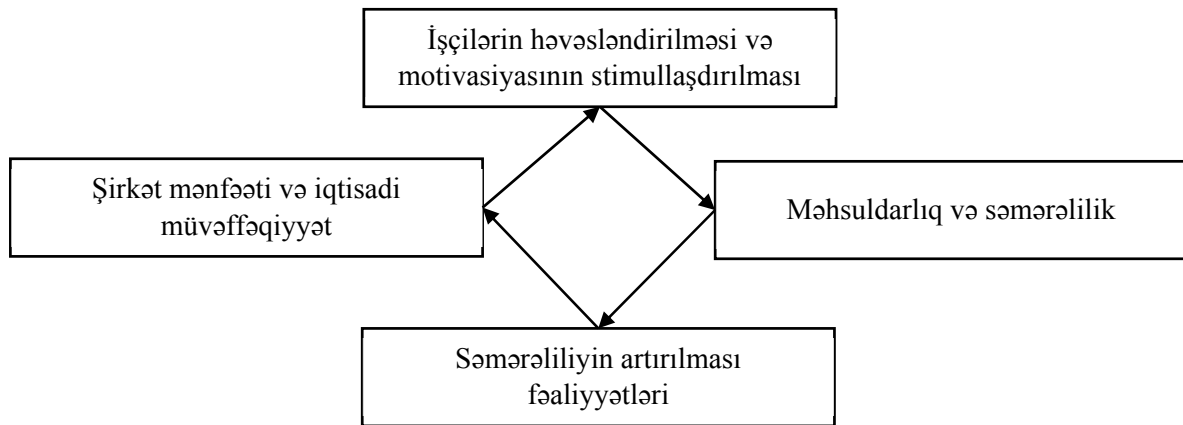 İşçilərin həvəsləndirilməsi və
motivasiyasının stimullaşdırılması
Şirkət mənfəəti və iqtisadi
müvəffəqiyyət
Məhsuldarlıq və səmərəlilik
Səmərəliliyin artırılması
fəaliyyətləri